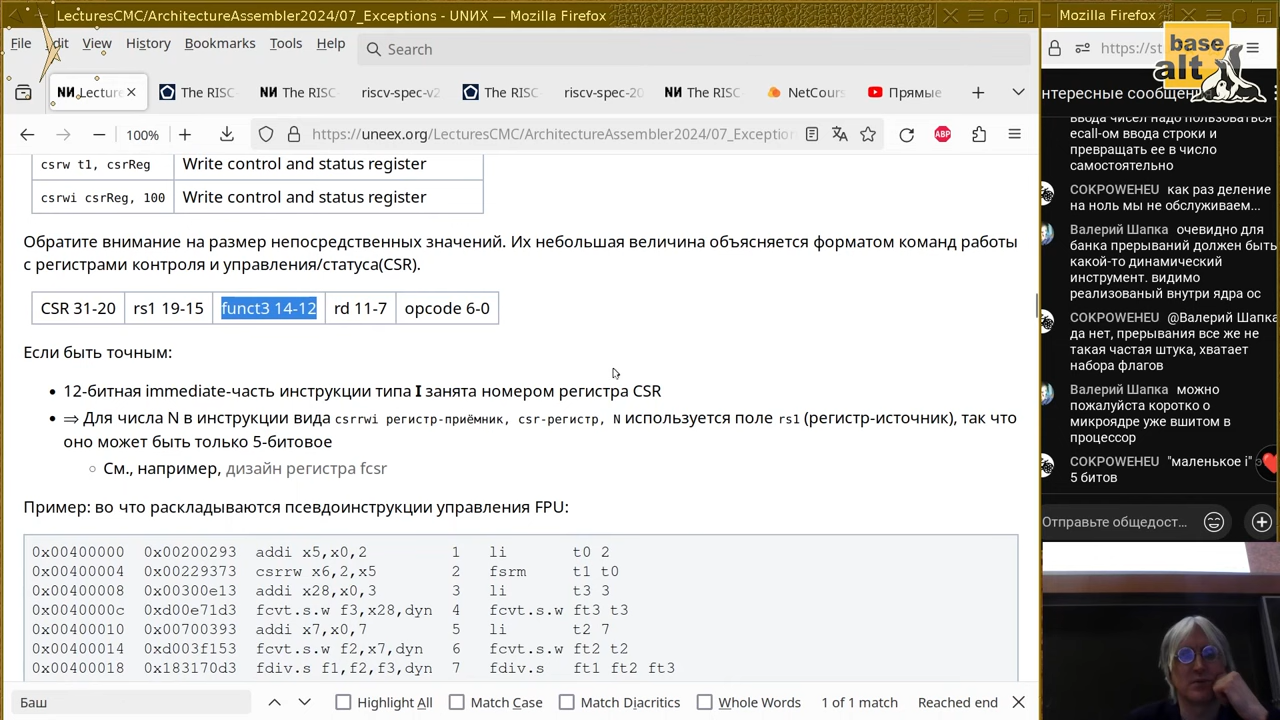 LecturesCMC/ArchitectureAssembler2024/07_Exceptions - UNИX — Mozilla Firefox
Mozilla Firefox
File Edit View History Bookmarks Tools Help
Search
base
alt
UNИ Lecture
The RISC-
UNИ The RISC-
riscv-spec-v2
The RISC-
riscv-spec-20
UNИ The RISC-
NetCours
Прямые
https://st
100%
https://uneex.org/LecturesCMC/ArchitectureAssembler2024/07_Exception
csrw t1, csrReg Write control and status register
csrwi csrReg, 100 Write control and status register
Обратите внимание на размер непосредственных значений. Их небольшая величина объясняется форматом команд работы
с регистрами контроля и управления/статуса(CSR).
CSR 31-20 rs1 19-15 funct3 14-12 rd 11-7 opcode 6-0
Если быть точным:
12-битная immediate-часть инструкции типа I занята номером регистра CSR
⇒ Для числа N в инструкции вида csrrwi регистр-приёмник, csr-регистр, N используется поле rs1 (регистр-источник), так что
оно может быть только 5-битовое
См., например, дизайн регистра fcsr
Пример: во что раскладываются псевдоинструкции управления FPU:
0x00400000 0x00200293 addi x5,x0,2 1 li t0 2
0x00400004 0x00229373 csrrw x6,2,x5 2 fsrm t1 t0
0x00400008 0x00300e13 addi x28,x0,3 3 li t3 3
0x0040000c 0xd00e71d3 fcvt.s.w f3,x28,dyn 4 fcvt.s.w ft3 t3
0x00400010 0x00700393 addi x7,x0,7 5 li t2 7
0x00400014 0xd003f153 fcvt.s.w f2,x7,dyn 6 fcvt.s.w ft2 t2
0x00400018 0x183170d3 fdiv.s f1,f2,f3,dyn 7 fdiv.s ft1 ft2 ft3
Баш
Highlight All Match Case Match Diacritics Whole Words 1 of 1 match Reached end
нтересные сообщени
ввода чисел надо пользоваться
ecall-ом ввода строки и
превращать ее в число
самостоятельно
COKPOWEHEU как раз деление
на ноль мы не обслуживаем...
Валерий Шапка очевидно для
банка прерываний должен быть
какой-то динамический
инструмент. видимо
реализованый внутри ядра ос
COKPOWEHEU @Валерий Шапка
да нет, прерывания все же не
такая частая штука, хватает
набора флагов
Валерий Шапка можно
пожалуйста коротко о
микроядре уже вшитом в
процессор
COKPOWEHEU "маленькое i" э
5 битов
Отправьте общедост...